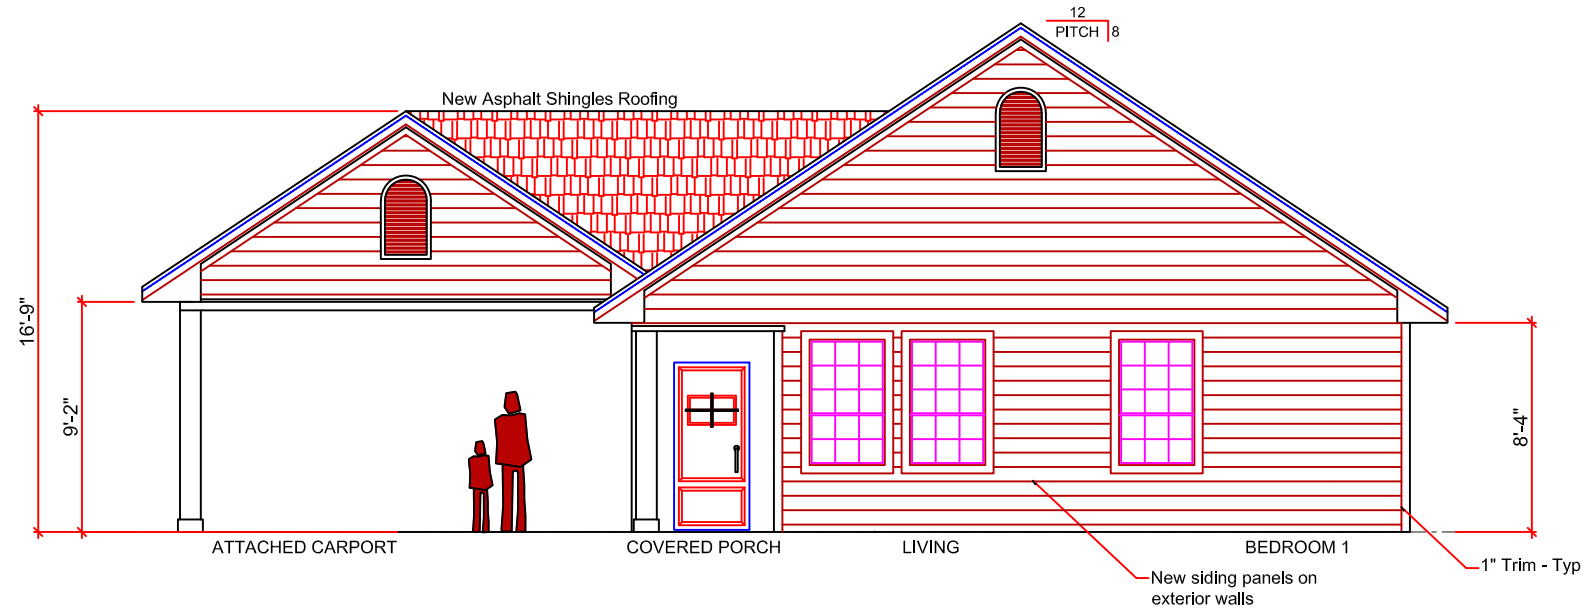 12
PITCH 8
New Asphalt Shingles Roofing
16'-9"
9'-2"
8'-4"
ATTACHED CARPORT
COVERED PORCH
LIVING
BEDROOM 1
1" Trim - Typ
New siding panels on
exterior walls